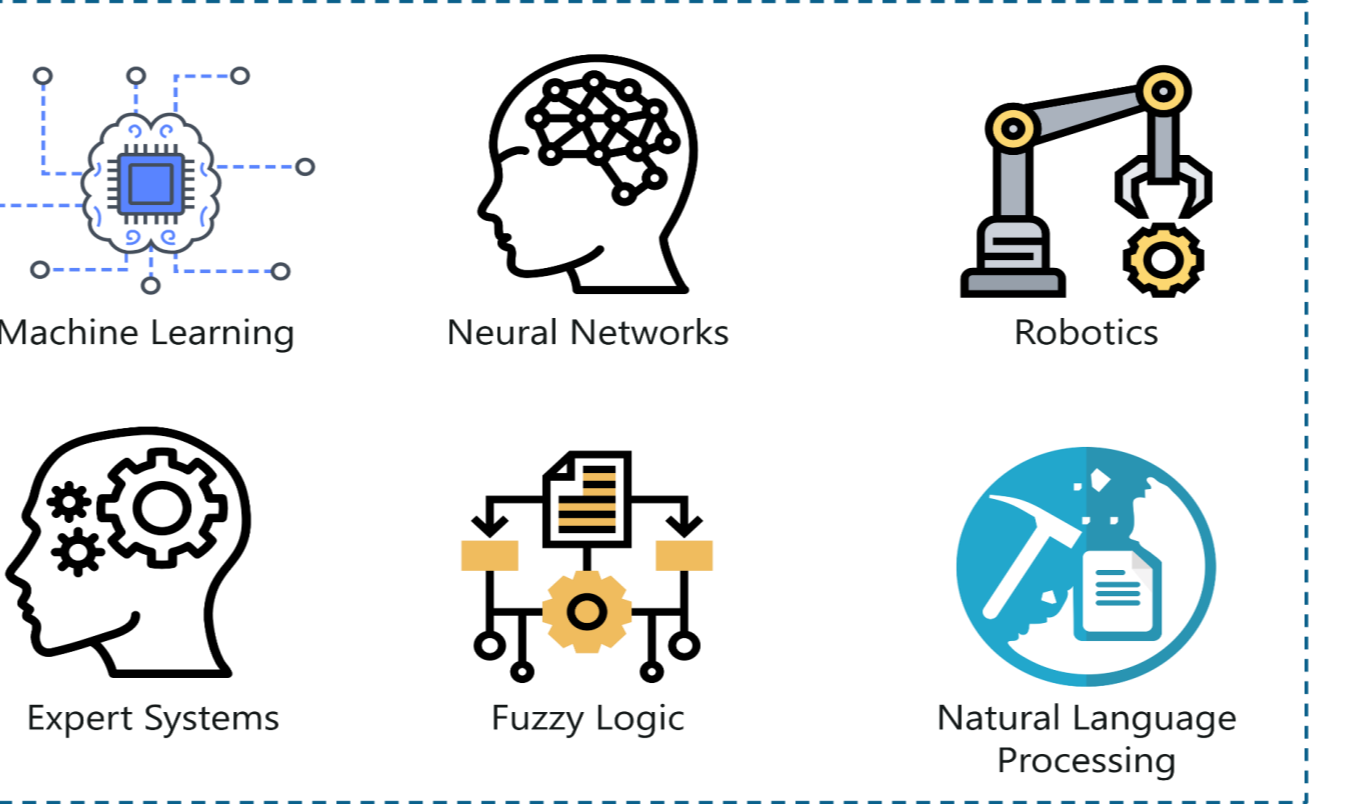 Machine Learning
Neural Networks
Robotics
Expert Systems
Fuzzy Logic
Natural Language
Processing